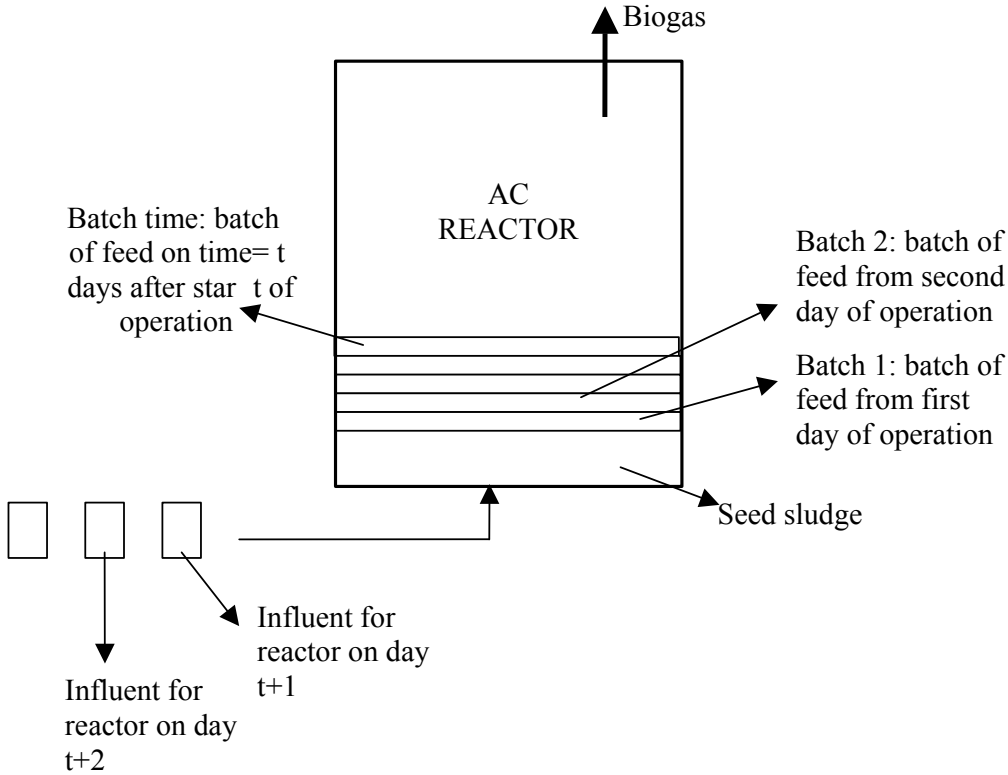 Biogas
AC
REACTOR
Batch time: batch
of feed on time= t
days after star t of
operation
Batch 2: batch of
feed from second
day of operation
Batch 1: batch of
feed from first
day of operation
Seed sludge
Influent for
reactor on day
t+1
Influent for
reactor on day
t+2